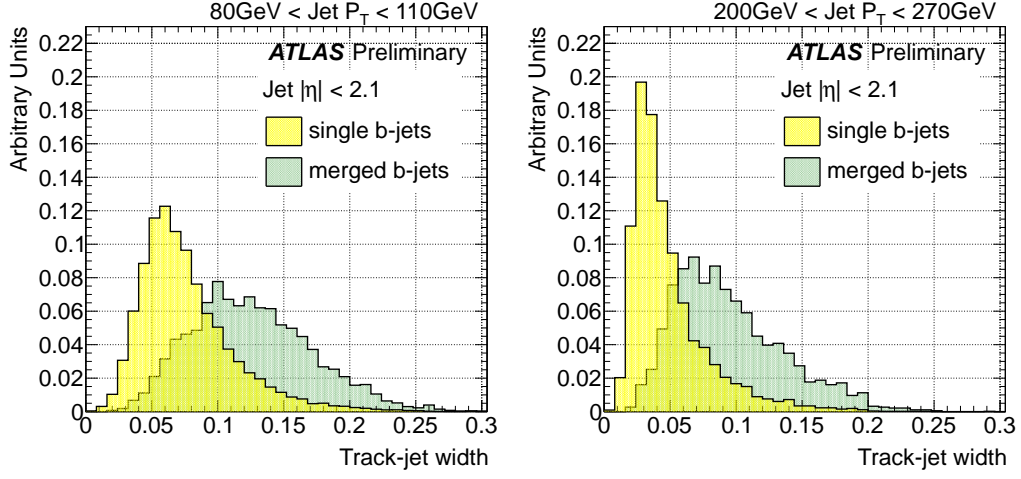 80GeV < Jet P_T < 110GeV
Arbitrary Units
0.22
0.2
0.18
0.16
0.14
0.12
0.1
0.08
0.06
0.04
0.02
0
ATLAS Preliminary
Jet |η| < 2.1
single b-jets
merged b-jets
0 0.05 0.1 0.15 0.2 0.25 0.3
Track-jet width
200GeV < Jet P_T < 270GeV
Arbitrary Units
0.22
0.2
0.18
0.16
0.14
0.12
0.1
0.08
0.06
0.04
0.02
0
ATLAS Preliminary
Jet |η| < 2.1
single b-jets
merged b-jets
0 0.05 0.1 0.15 0.2 0.25 0.3
Track-jet width